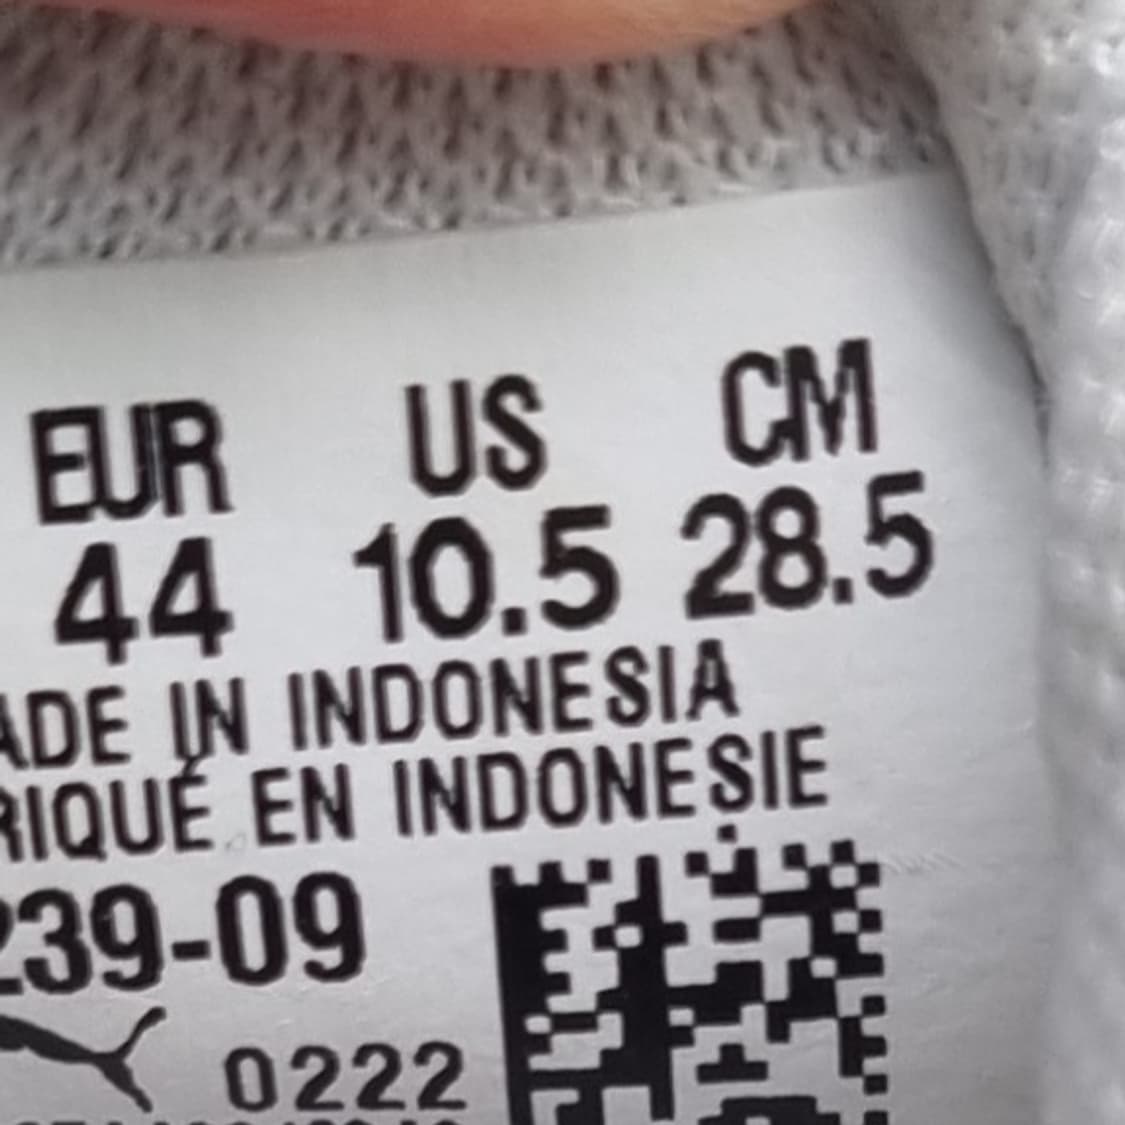 EUR US CM
44 10.5 28.5
ADE IN INDONESIA
RIQUÉ EN INDONESIE
239-09
0222